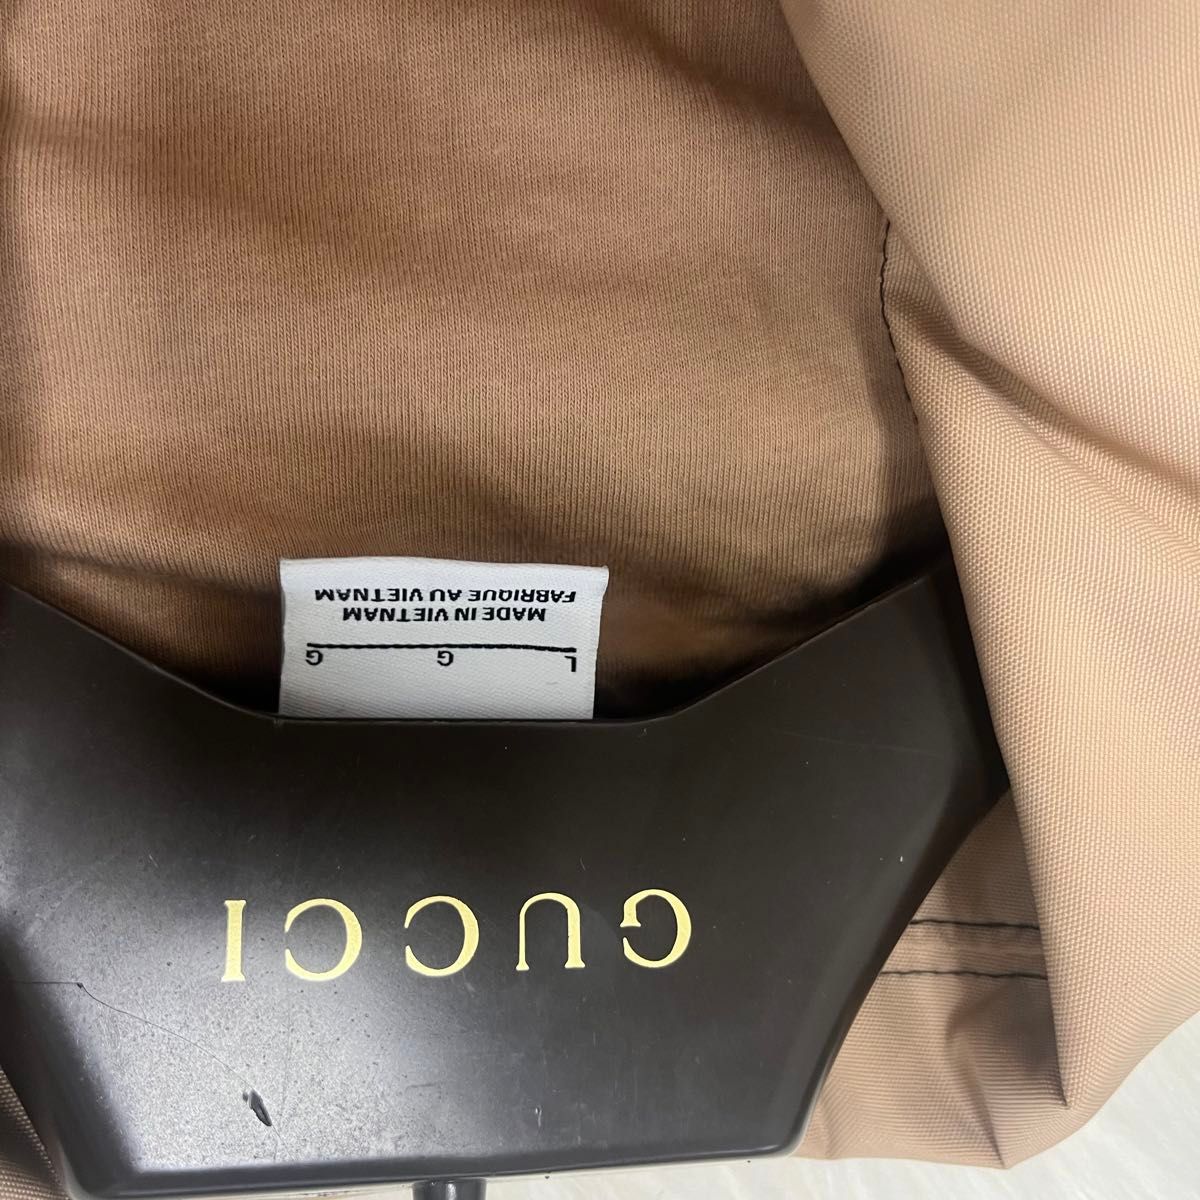 GUCCI
L G G
MADE IN VIETNAM
FABRIQUE AU VIETNAM